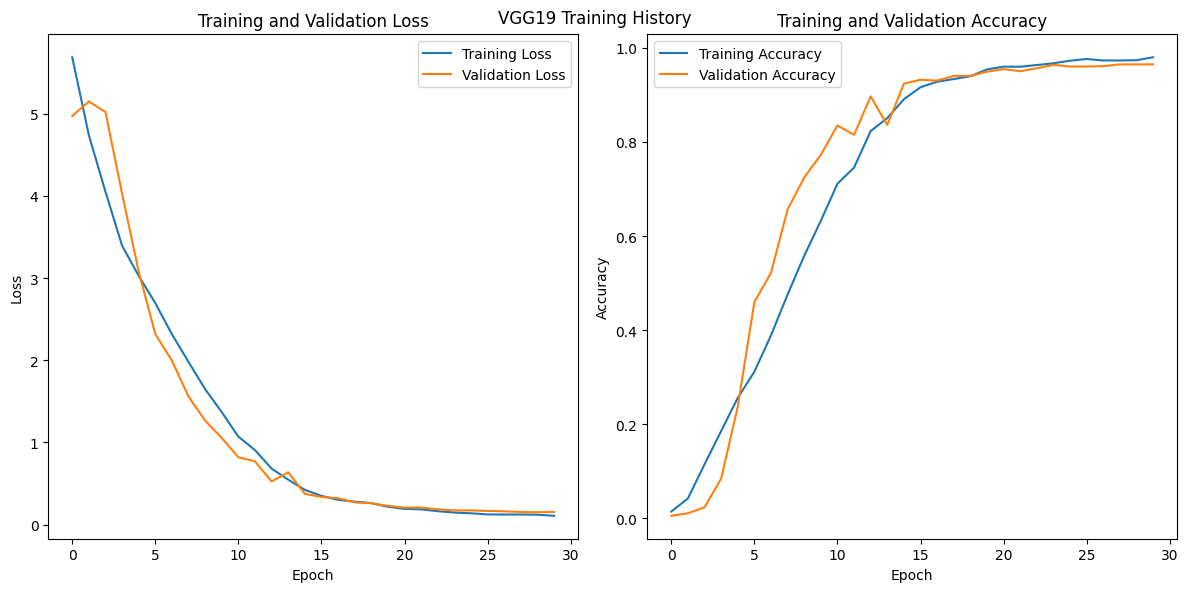 VGG19 Training History
Training and Validation Loss
Training Loss
Validation Loss
Loss
5
4
3
2
1
0
0 5 10 15 20 25 30
Epoch
Training and Validation Accuracy
Training Accuracy
Validation Accuracy
Accuracy
1.0
0.8
0.6
0.4
0.2
0.0
0 5 10 15 20 25 30
Epoch